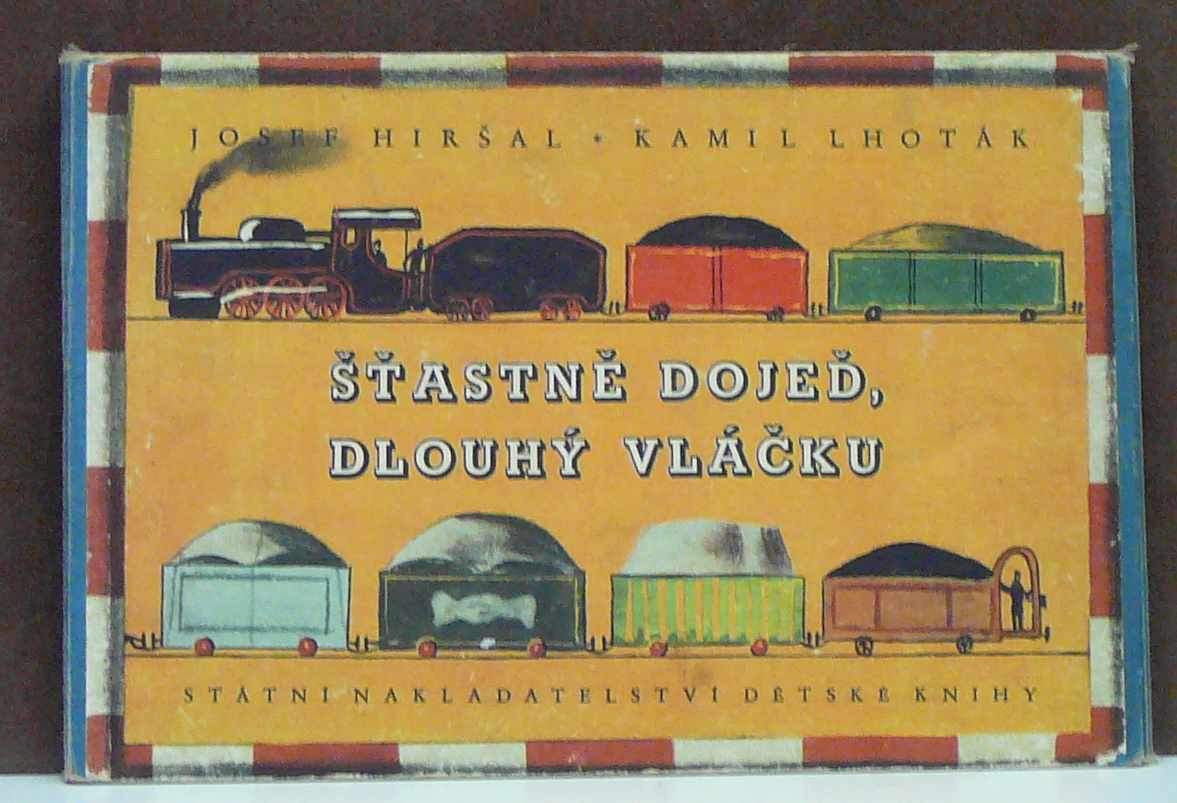 JOSEF HIRŠAL * KAMIL LHOTÁK
ŠŤASTNĚ DOJEĎ,
DLOUHÝ VLÁČKU
STÁTNÍ NAKLADATELSTVÍ DĚTSKÉ KNIHY